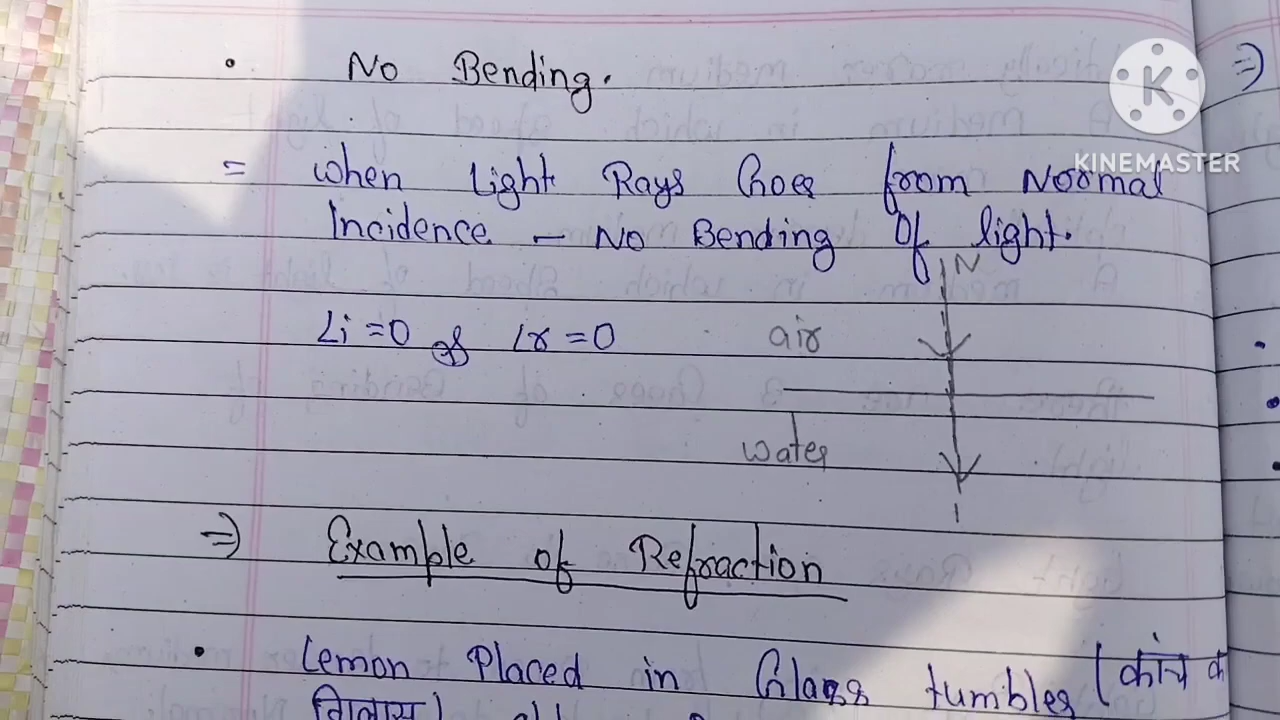 • No Bending.
⇒
K
KINEMASTER
= when Light Rays Goes from Normal
Incidence – No Bending Of light.
N
∠i = 0 & ∠r = 0
air
water
⇒ Example of Refraction
• Lemon Placed in Glass tumbler (कांच क
गिलास)